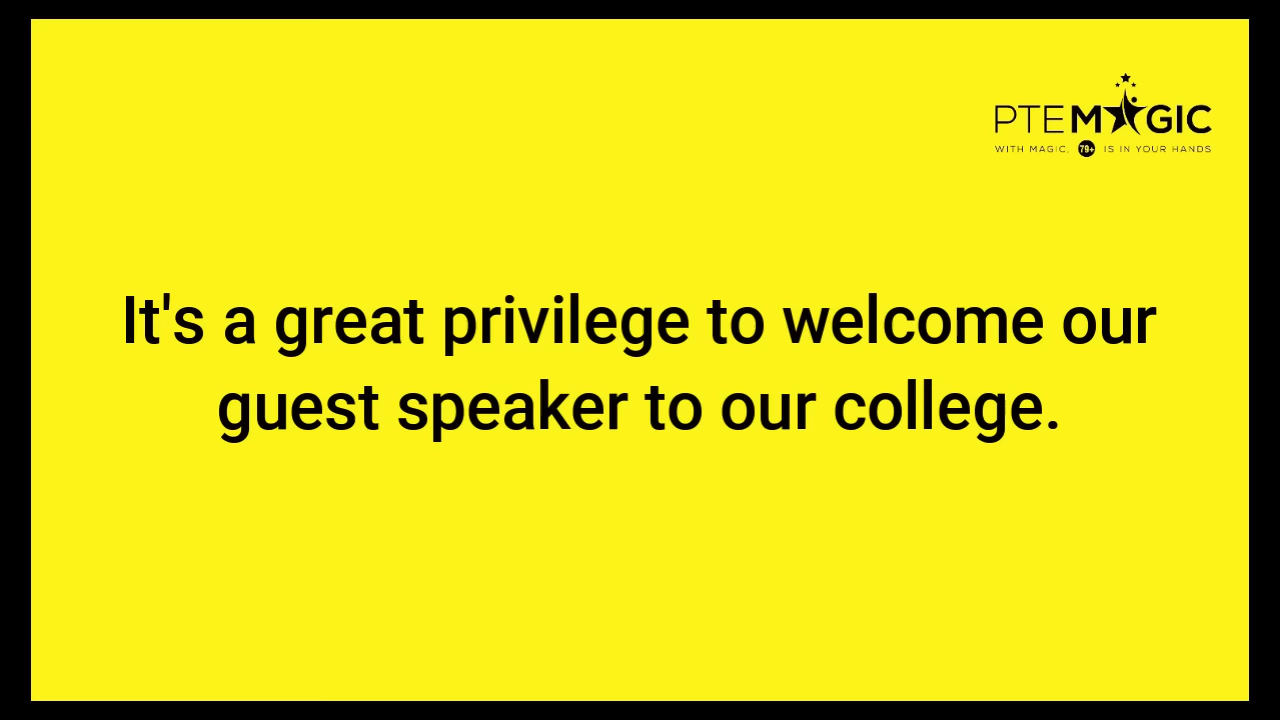 PTEMAGIC
WITH MAGIC, 79+ IS IN YOUR HANDS
It's a great privilege to welcome our
guest speaker to our college.